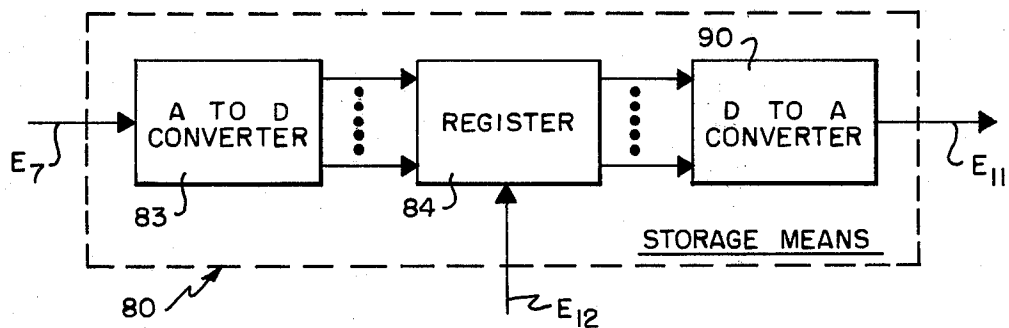 90
A TO D
CONVERTER
REGISTER
D TO A
CONVERTER
E7
E11
83
84
STORAGE MEANS
80
E12